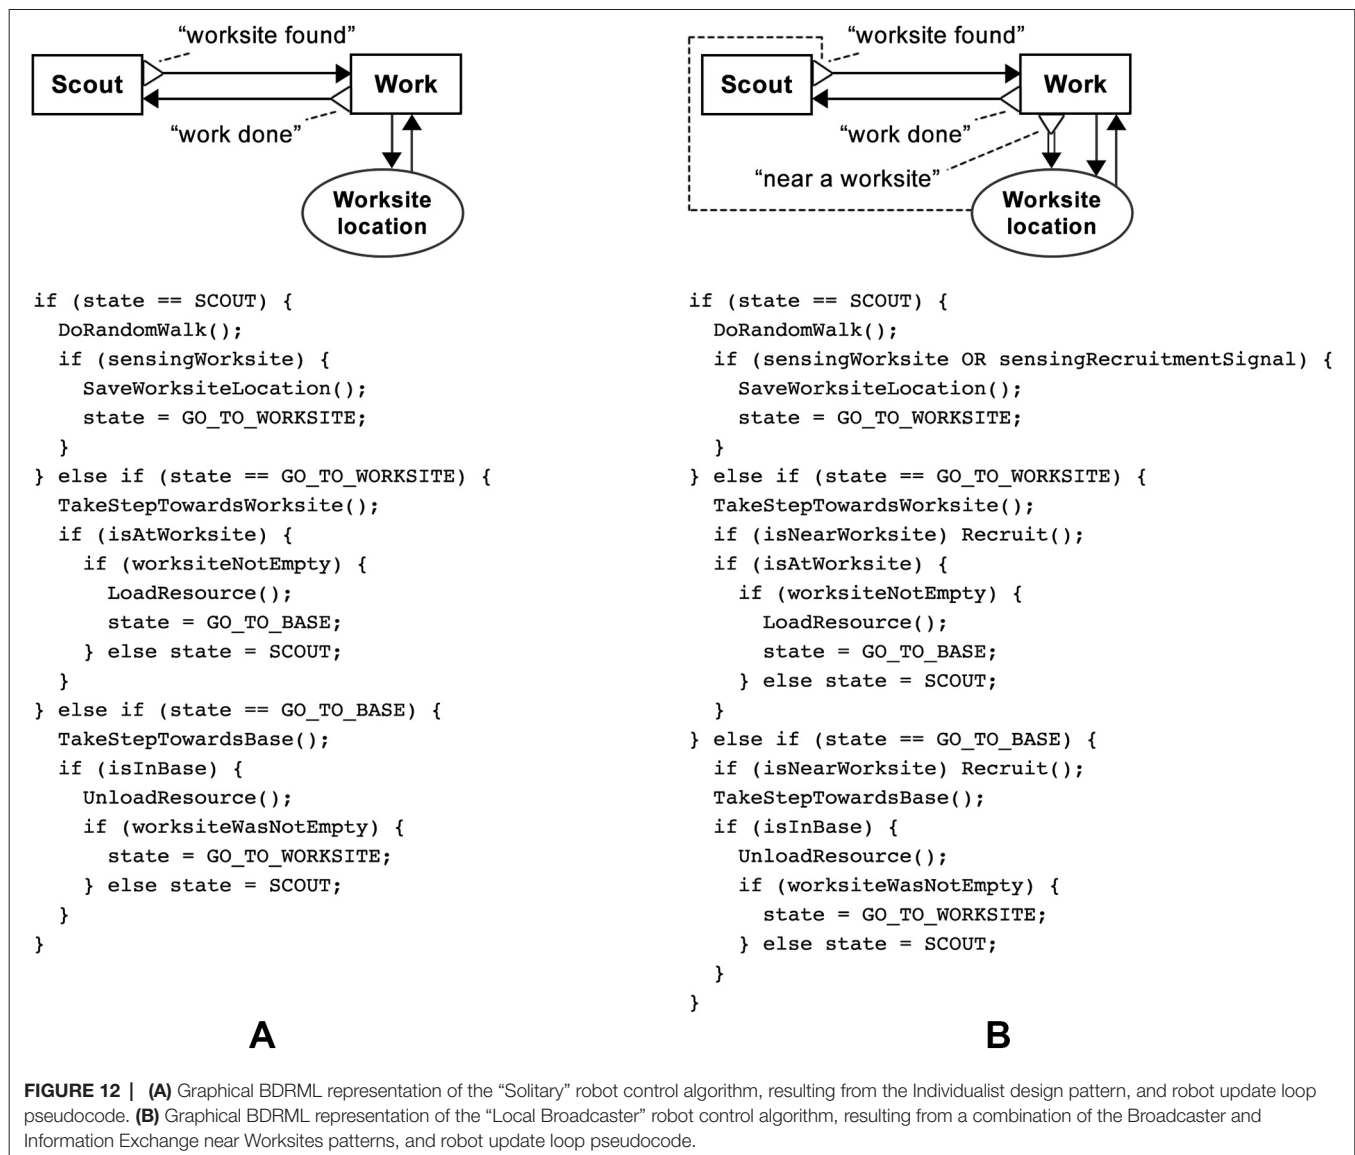 “worksite found”
Scout
Work
“work done”
Worksite
location
if (state == SCOUT) {
  DoRandomWalk();
  if (sensingWorksite) {
    SaveWorksiteLocation();
    state = GO_TO_WORKSITE;
  }
} else if (state == GO_TO_WORKSITE) {
  TakeStepTowardsWorksite();
  if (isAtWorksite) {
    if (worksiteNotEmpty) {
      LoadResource();
      state = GO_TO_BASE;
    } else state = SCOUT;
  }
} else if (state == GO_TO_BASE) {
  TakeStepTowardsBase();
  if (isInBase) {
    UnloadResource();
    if (worksiteWasNotEmpty) {
      state = GO_TO_WORKSITE;
    } else state = SCOUT;
  }
}
A
“worksite found”
Scout
Work
“work done”
“near a worksite”
Worksite
location
if (state == SCOUT) {
  DoRandomWalk();
  if (sensingWorksite OR sensingRecruitmentSignal) {
    SaveWorksiteLocation();
    state = GO_TO_WORKSITE;
  }
} else if (state == GO_TO_WORKSITE) {
  TakeStepTowardsWorksite();
  if (isNearWorksite) Recruit();
  if (isAtWorksite) {
    if (worksiteNotEmpty) {
      LoadResource();
      state = GO_TO_BASE;
    } else state = SCOUT;
  }
} else if (state == GO_TO_BASE) {
  if (isNearWorksite) Recruit();
  TakeStepTowardsBase();
  if (isInBase) {
    UnloadResource();
    if (worksiteWasNotEmpty) {
      state = GO_TO_WORKSITE;
    } else state = SCOUT;
  }
}
B
FIGURE 12 | (A) Graphical BDRML representation of the “Solitary” robot control algorithm, resulting from the Individualist design pattern, and robot update loop
pseudocode. (B) Graphical BDRML representation of the “Local Broadcaster” robot control algorithm, resulting from a combination of the Broadcaster and
Information Exchange near Worksites patterns, and robot update loop pseudocode.